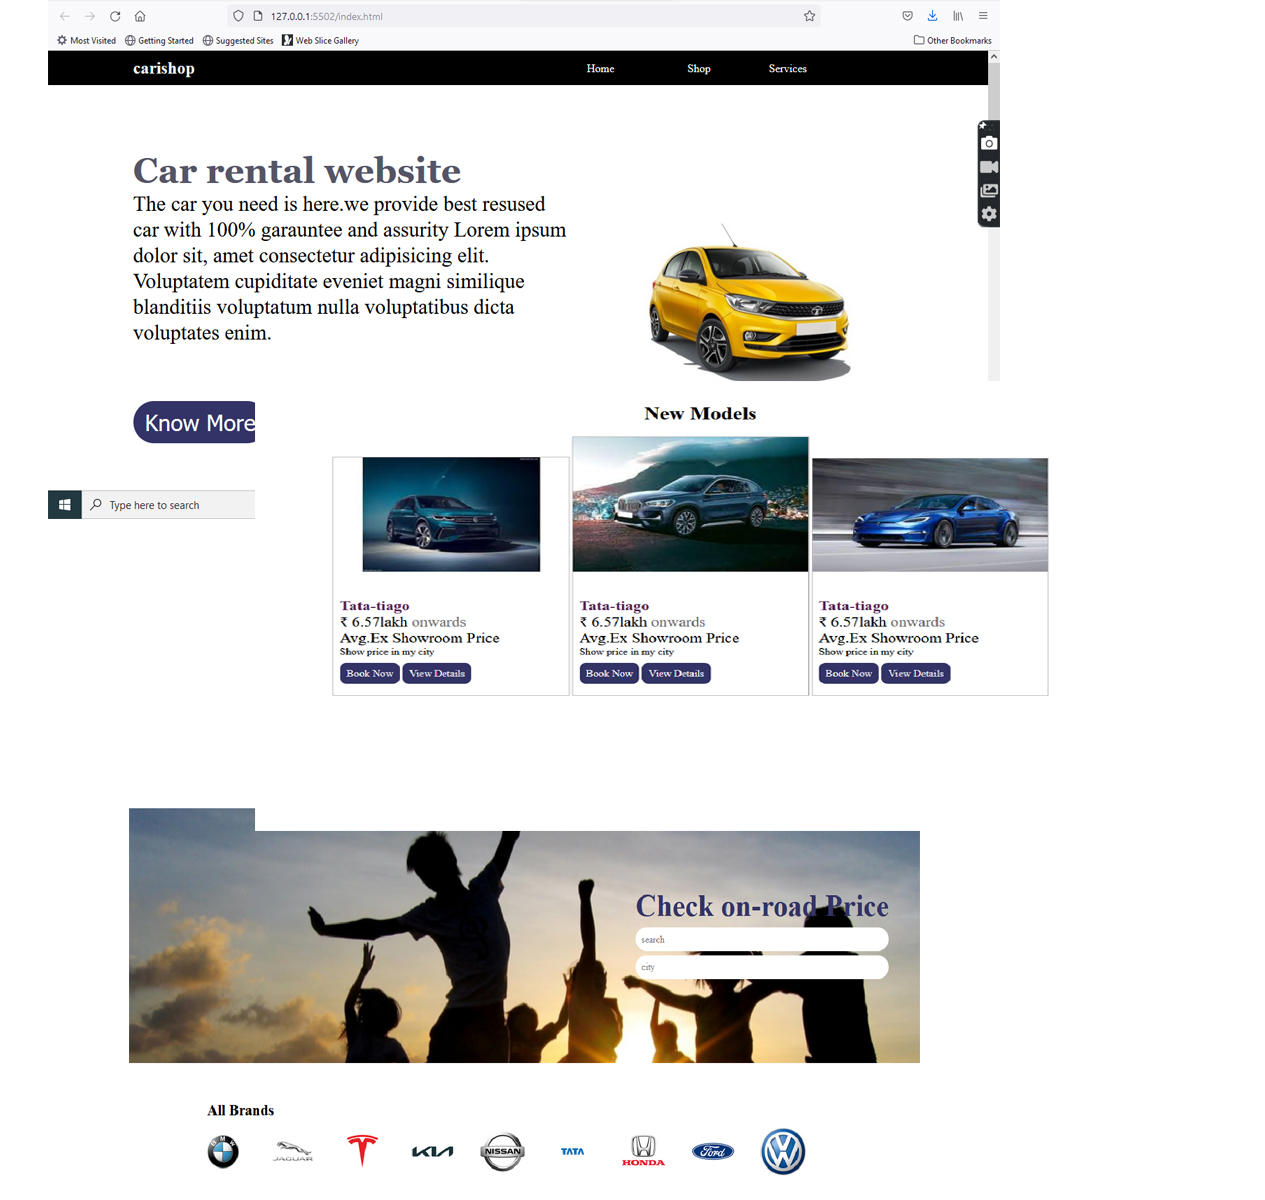 127.0.0.1:5502/index.html
Most Visited Getting Started Suggested Sites Web Slice Gallery Other Bookmarks
carishop Home Shop Services
Car rental website
The car you need is here.we provide best resused
car with 100% garauntee and assurity Lorem ipsum
dolor sit, amet consectetur adipisicing elit.
Voluptatem cupiditate eveniet magni similique
blanditiis voluptatum nulla voluptatibus dicta
voluptates enim.
Know More
Type here to search
New Models
Tata-tiago
₹ 6.57lakh onwards
Avg.Ex Showroom Price
Show price in my city
Book Now View Details
Tata-tiago
₹ 6.57lakh onwards
Avg.Ex Showroom Price
Show price in my city
Book Now View Details
Tata-tiago
₹ 6.57lakh onwards
Avg.Ex Showroom Price
Show price in my city
Book Now View Details
Check on-road Price
search
city
All Brands
BMW JAGUAR KIA NISSAN TATA HONDA Ford